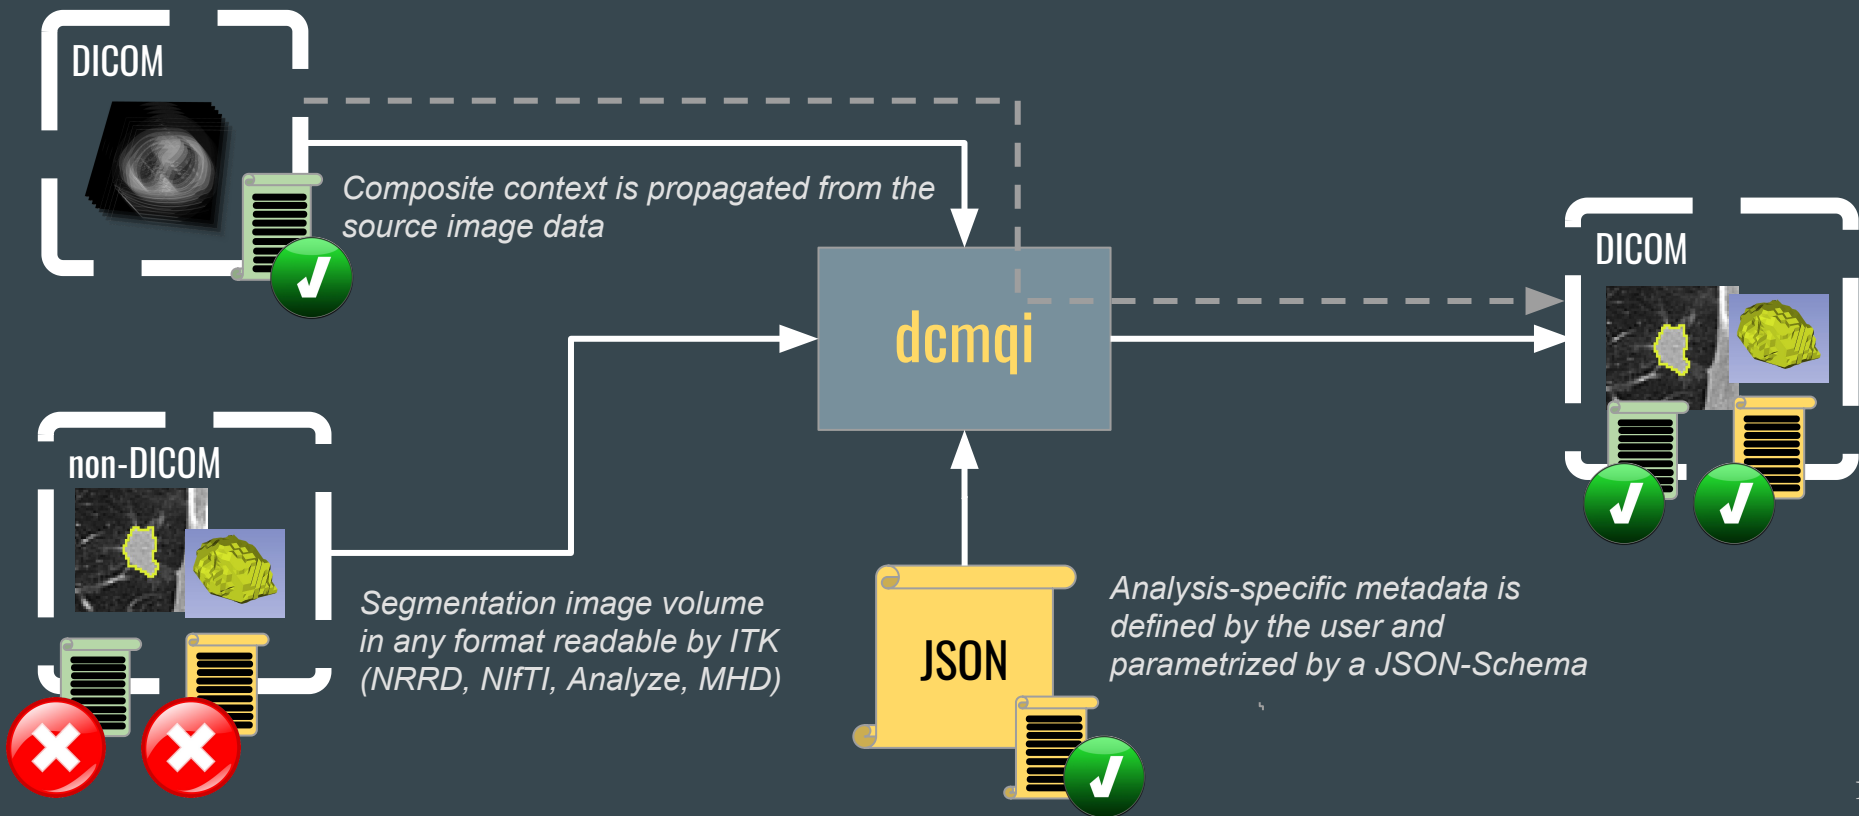 DICOM
Composite context is propagated from the
source image data
DICOM
dcmqi
non-DICOM
Segmentation image volume
in any format readable by ITK
(NRRD, NIfTI, Analyze, MHD)
JSON
Analysis-specific metadata is
defined by the user and
parametrized by a JSON-Schema